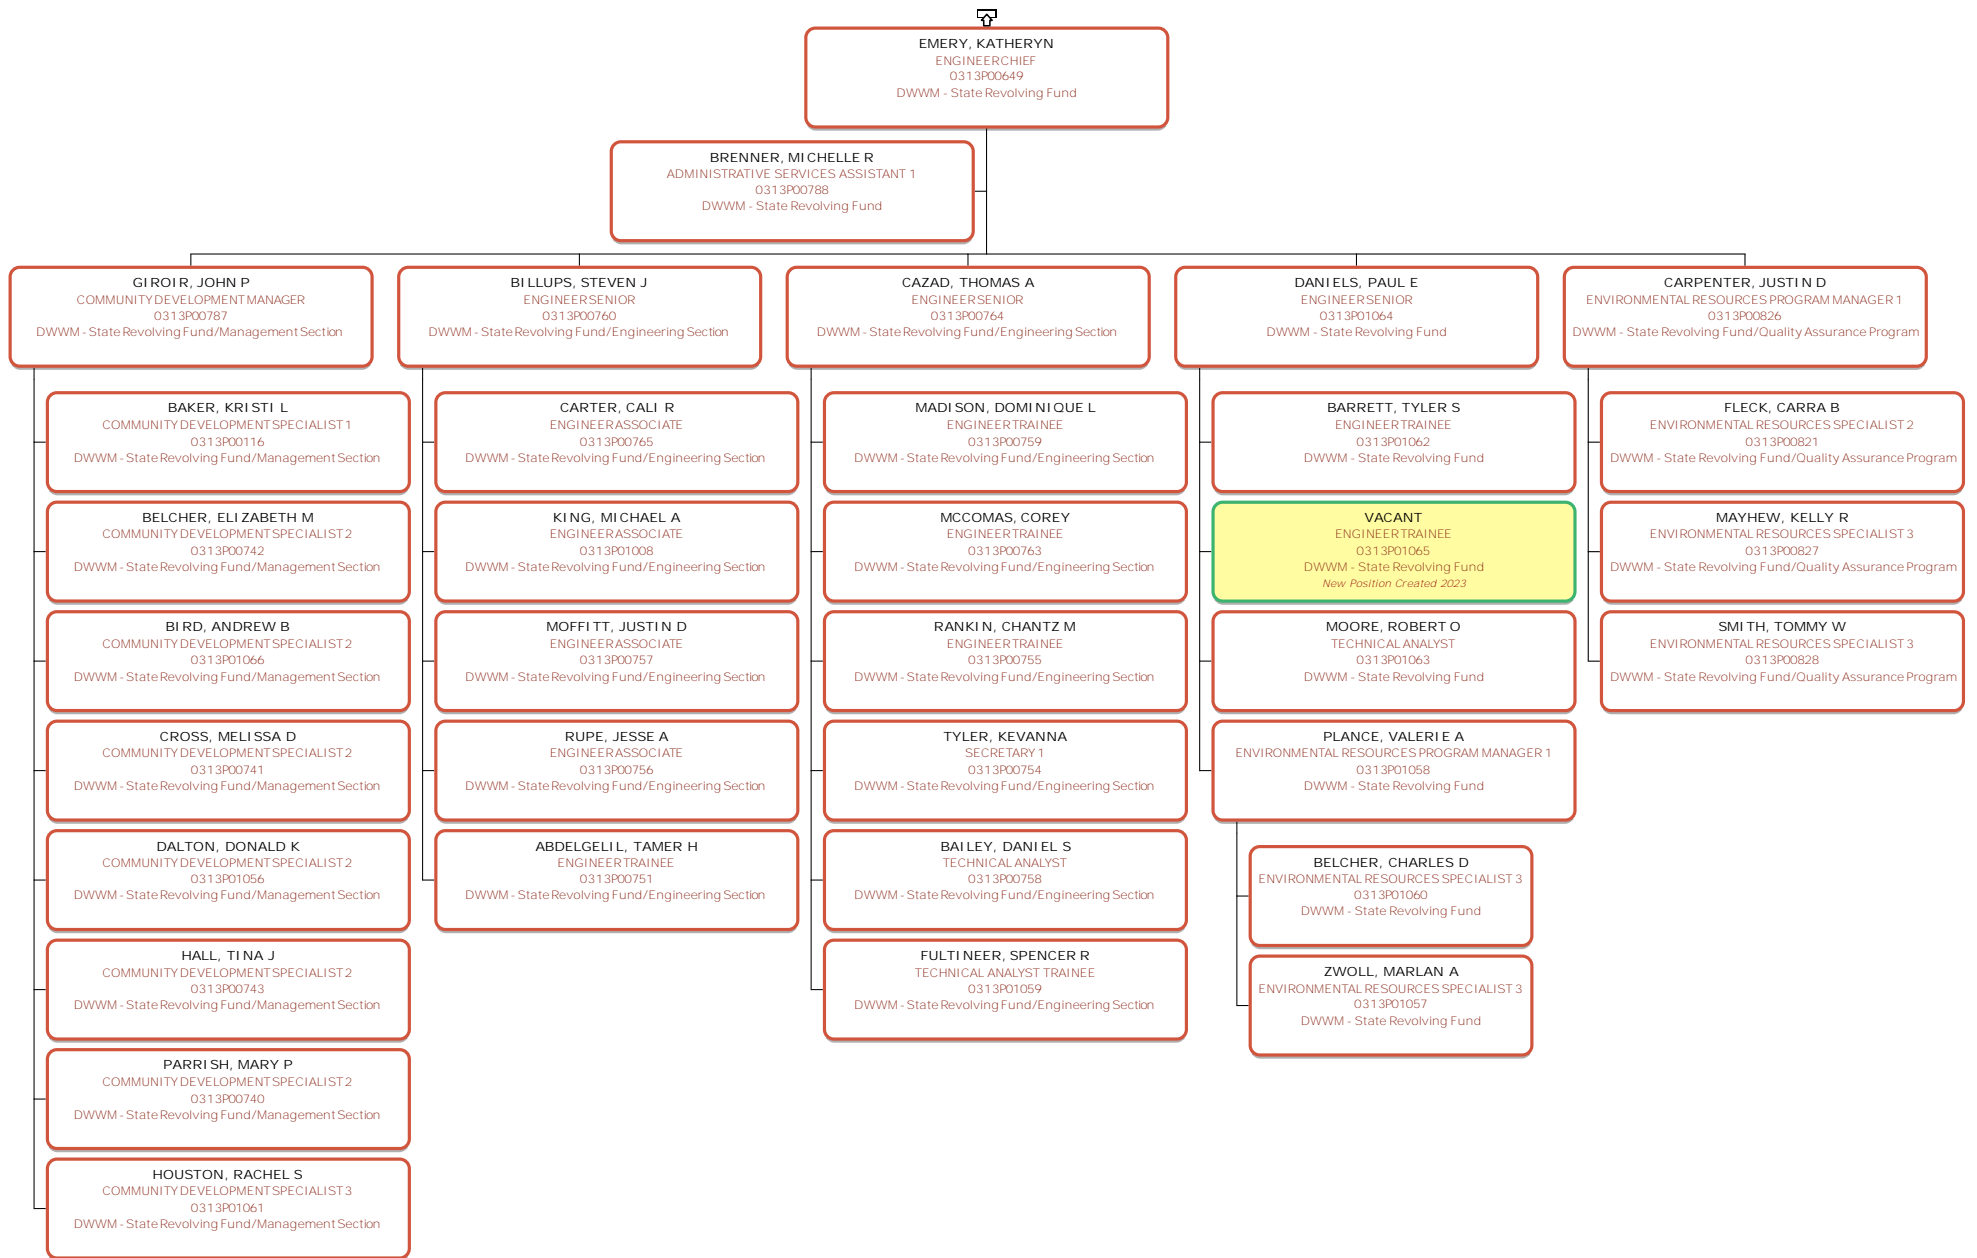 EMERY, KATHERYN
ENGINEER CHIEF
0313P00649
DWWM - State Revolving Fund
BRENNER, MICHELLE R
ADMINISTRATIVE SERVICES ASSISTANT 1
0313P00788
DWWM - State Revolving Fund
GIROIR, JOHN P
COMMUNITY DEVELOPMENT MANAGER
0313P00787
DWWM - State Revolving Fund/Management Section
BAKER, KRISTI L
COMMUNITY DEVELOPMENT SPECIALIST 1
0313P00116
DWWM - State Revolving Fund/Management Section
BELCHER, ELIZABETH M
COMMUNITY DEVELOPMENT SPECIALIST 2
0313P00742
DWWM - State Revolving Fund/Management Section
BIRD, ANDREW B
COMMUNITY DEVELOPMENT SPECIALIST 2
0313P01066
DWWM - State Revolving Fund/Management Section
CROSS, MELISSA D
COMMUNITY DEVELOPMENT SPECIALIST 2
0313P00741
DWWM - State Revolving Fund/Management Section
DALTON, DONALD K
COMMUNITY DEVELOPMENT SPECIALIST 2
0313P01056
DWWM - State Revolving Fund/Management Section
HALL, TINA J
COMMUNITY DEVELOPMENT SPECIALIST 2
0313P00743
DWWM - State Revolving Fund/Management Section
PARRISH, MARY P
COMMUNITY DEVELOPMENT SPECIALIST 2
0313P00740
DWWM - State Revolving Fund/Management Section
HOUSTON, RACHEL S
COMMUNITY DEVELOPMENT SPECIALIST 3
0313P01061
DWWM - State Revolving Fund/Management Section
BILLUPS, STEVEN J
ENGINEER SENIOR
0313P00760
DWWM - State Revolving Fund/Engineering Section
CARTER, CALI R
ENGINEER ASSOCIATE
0313P00765
DWWM - State Revolving Fund/Engineering Section
KING, MICHAEL A
ENGINEER ASSOCIATE
0313P01008
DWWM - State Revolving Fund/Engineering Section
MOFFITT, JUSTIN D
ENGINEER ASSOCIATE
0313P00757
DWWM - State Revolving Fund/Engineering Section
RUPE, JESSE A
ENGINEER ASSOCIATE
0313P00756
DWWM - State Revolving Fund/Engineering Section
ABDELGELIL, TAMER H
ENGINEER TRAINEE
0313P00751
DWWM - State Revolving Fund/Engineering Section
CAZAD, THOMAS A
ENGINEER SENIOR
0313P00764
DWWM - State Revolving Fund/Engineering Section
MADISON, DOMINIQUE L
ENGINEER TRAINEE
0313P00759
DWWM - State Revolving Fund/Engineering Section
MCCOMAS, COREY
ENGINEER TRAINEE
0313P00763
DWWM - State Revolving Fund/Engineering Section
RANKIN, CHANTZ M
ENGINEER TRAINEE
0313P00755
DWWM - State Revolving Fund/Engineering Section
TYLER, KEVANNA
SECRETARY 1
0313P00754
DWWM - State Revolving Fund/Engineering Section
BAILEY, DANIEL S
TECHNICAL ANALYST
0313P00758
DWWM - State Revolving Fund/Engineering Section
FULTINEER, SPENCER R
TECHNICAL ANALYST TRAINEE
0313P01059
DWWM - State Revolving Fund/Engineering Section
DANIELS, PAUL E
ENGINEER SENIOR
0313P01064
DWWM - State Revolving Fund
BARRETT, TYLER S
ENGINEER TRAINEE
0313P01062
DWWM - State Revolving Fund
VACANT
ENGINEER TRAINEE
0313P01065
DWWM - State Revolving Fund
New Position Created 2023
MOORE, ROBERT O
TECHNICAL ANALYST
0313P01063
DWWM - State Revolving Fund
PLANCE, VALERIE A
ENVIRONMENTAL RESOURCES PROGRAM MANAGER 1
0313P01058
DWWM - State Revolving Fund
BELCHER, CHARLES D
ENVIRONMENTAL RESOURCES SPECIALIST 3
0313P01060
DWWM - State Revolving Fund
ZWOLL, MARLAN A
ENVIRONMENTAL RESOURCES SPECIALIST 3
0313P01057
DWWM - State Revolving Fund
CARPENTER, JUSTIN D
ENVIRONMENTAL RESOURCES PROGRAM MANAGER 1
0313P00826
DWWM - State Revolving Fund/Quality Assurance Program
FLECK, CARRA B
ENVIRONMENTAL RESOURCES SPECIALIST 2
0313P00821
DWWM - State Revolving Fund/Quality Assurance Program
MAYHEW, KELLY R
ENVIRONMENTAL RESOURCES SPECIALIST 3
0313P00827
DWWM - State Revolving Fund/Quality Assurance Program
SMITH, TOMMY W
ENVIRONMENTAL RESOURCES SPECIALIST 3
0313P00828
DWWM - State Revolving Fund/Quality Assurance Program